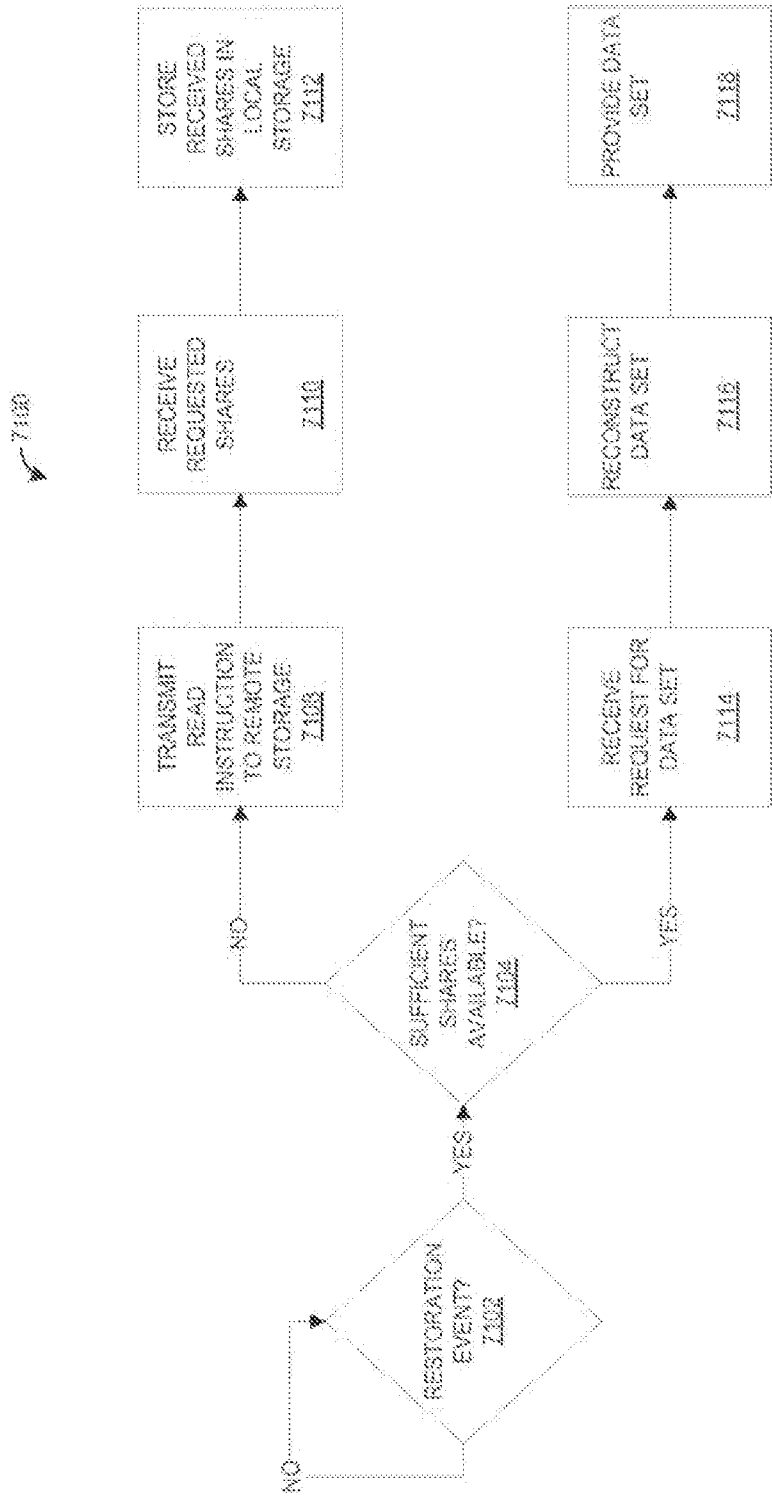 7100
NO
RESTORATION
EVENT?
7102
YES
SUFFICIENT
SHARES
AVAILABLE?
7104
NO
TRANSMIT
READ
INSTRUCTION
TO REMOTE
STORAGE
7108
RECEIVE
REQUESTED
SHARES
7110
STORE
RECEIVED
SHARES IN
LOCAL
STORAGE
7112
YES
RECEIVE
REQUEST FOR
DATA SET
7114
RECONSTRUCT
DATA SET
7116
PROVIDE DATA
SET
7118